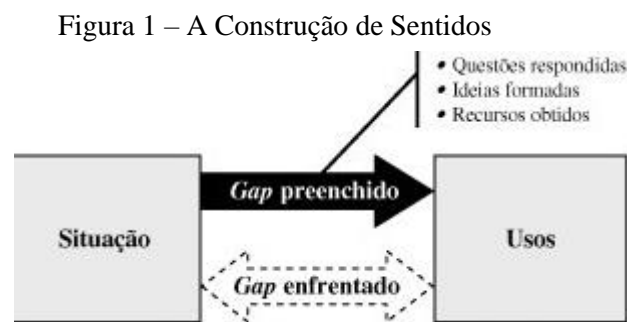 Figura 1 – A Construção de Sentidos
• Questões respondidas
• Ideias formadas
• Recursos obtidos
Gap preenchido
Situação
Usos
Gap enfrentado